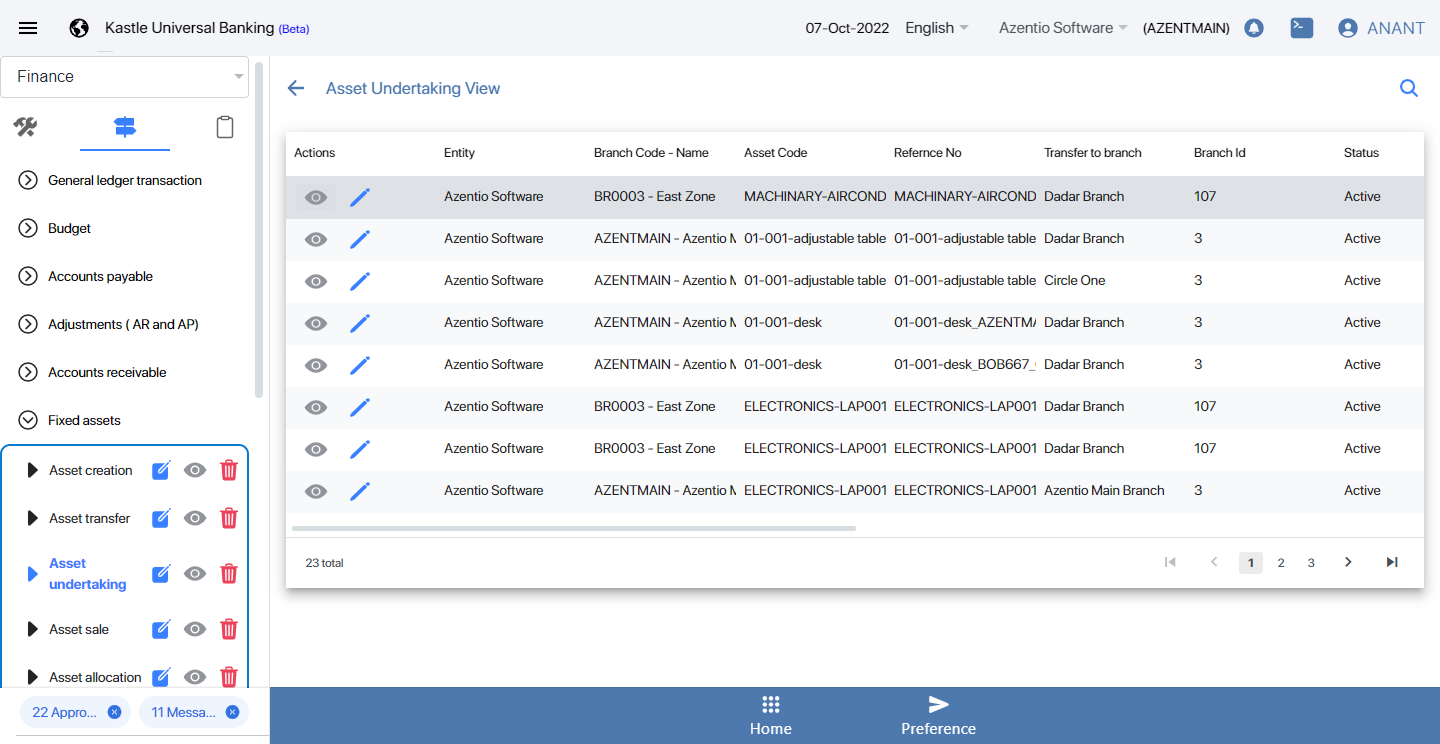 Kastle Universal Banking (Beta) 07-Oct-2022 English Azentio Software (AZENTMAIN) ANANT
Finance
General ledger transaction
Budget
Accounts payable
Adjustments ( AR and AP)
Accounts receivable
Fixed assets
Asset creation
Asset transfer
Asset
undertaking
Asset sale
Asset allocation
22 Appro... 11 Messa...
Asset Undertaking View
Actions Entity Branch Code - Name Asset Code Refernce No Transfer to branch Branch Id Status
Azentio Software BR0003 - East Zone MACHINARY-AIRCOND MACHINARY-AIRCOND Dadar Branch 107 Active
Azentio Software AZENTMAIN - Azentio M 01-001-adjustable table 01-001-adjustable table Dadar Branch 3 Active
Azentio Software AZENTMAIN - Azentio M 01-001-adjustable table 01-001-adjustable table Circle One 3 Active
Azentio Software AZENTMAIN - Azentio M 01-001-desk 01-001-desk_AZENTMA Dadar Branch 3 Active
Azentio Software AZENTMAIN - Azentio M 01-001-desk 01-001-desk_BOB667_ Dadar Branch 3 Active
Azentio Software BR0003 - East Zone ELECTRONICS-LAP001 ELECTRONICS-LAP001 Dadar Branch 107 Active
Azentio Software BR0003 - East Zone ELECTRONICS-LAP001 ELECTRONICS-LAP001 Dadar Branch 107 Active
Azentio Software AZENTMAIN - Azentio M ELECTRONICS-LAP001 ELECTRONICS-LAP001 Azentio Main Branch 3 Active
23 total 1 2 3
Home Preference